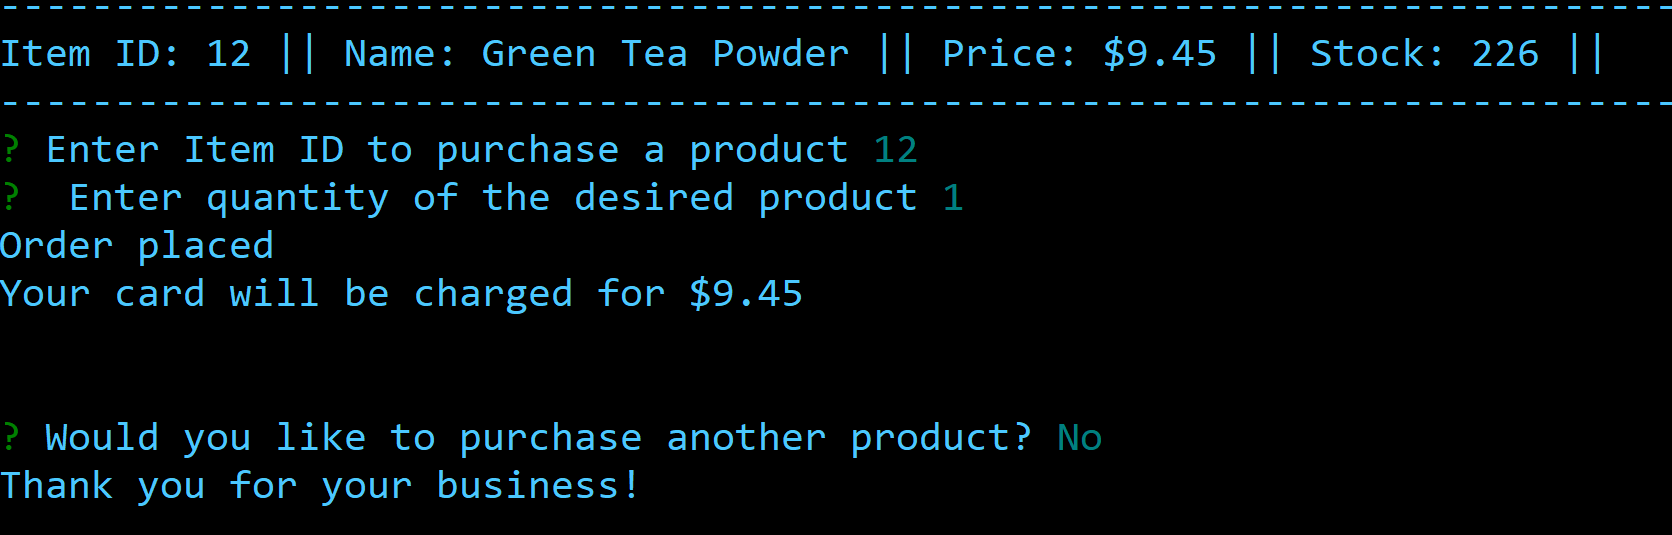 -------------------------------------------------------------------------
Item ID: 12 || Name: Green Tea Powder || Price: $9.45 || Stock: 226 ||
-------------------------------------------------------------------------
? Enter Item ID to purchase a product 12
?  Enter quantity of the desired product 1
Order placed
Your card will be charged for $9.45
? Would you like to purchase another product? No
Thank you for your business!